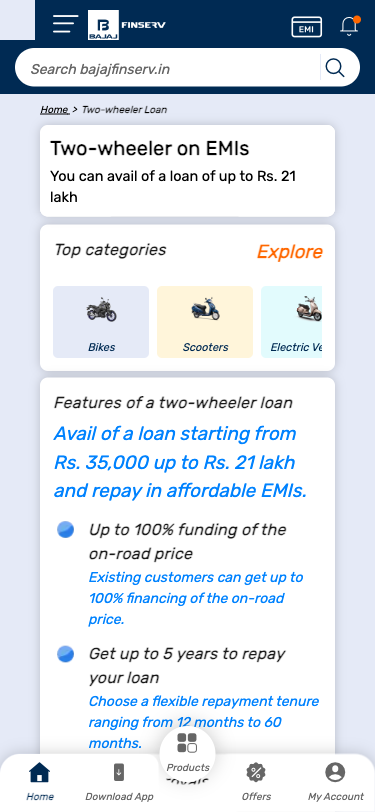 BAJAJ FINSERV
EMI
Search bajajfinserv.in
Home > Two-wheeler Loan
Two-wheeler on EMIs
You can avail of a loan of up to Rs. 21
lakh
Top categories Explore
Bikes Scooters Electric Ve
Features of a two-wheeler loan
Avail of a loan starting from
Rs. 35,000 up to Rs. 21 lakh
and repay in affordable EMIs.
Up to 100% funding of the
on-road price
Existing customers can get up to
100% financing of the on-road
price.
Get up to 5 years to repay
your loan
Choose a flexible repayment tenure
ranging from 12 months to 60
months.
Home Download App Products Offers My Account